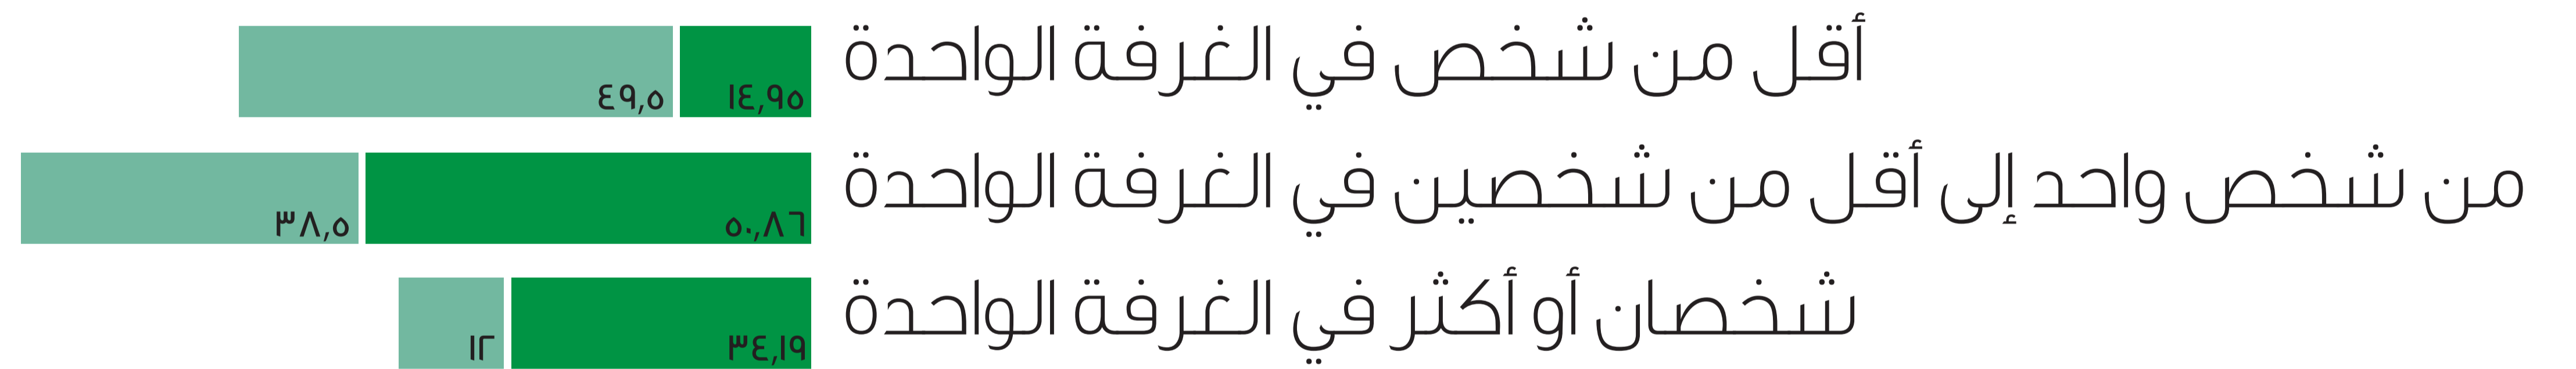 أقل من شخص في الغرفة الواحدة ١٤,٩٥ ٤٩,٥
من شخص واحد إلى أقل من شخصين في الغرفة الواحدة ٥٠,٨٦ ٣٨,٥
شخصان أو أكثر في الغرفة الواحدة ٣٤,١٩ ١٢